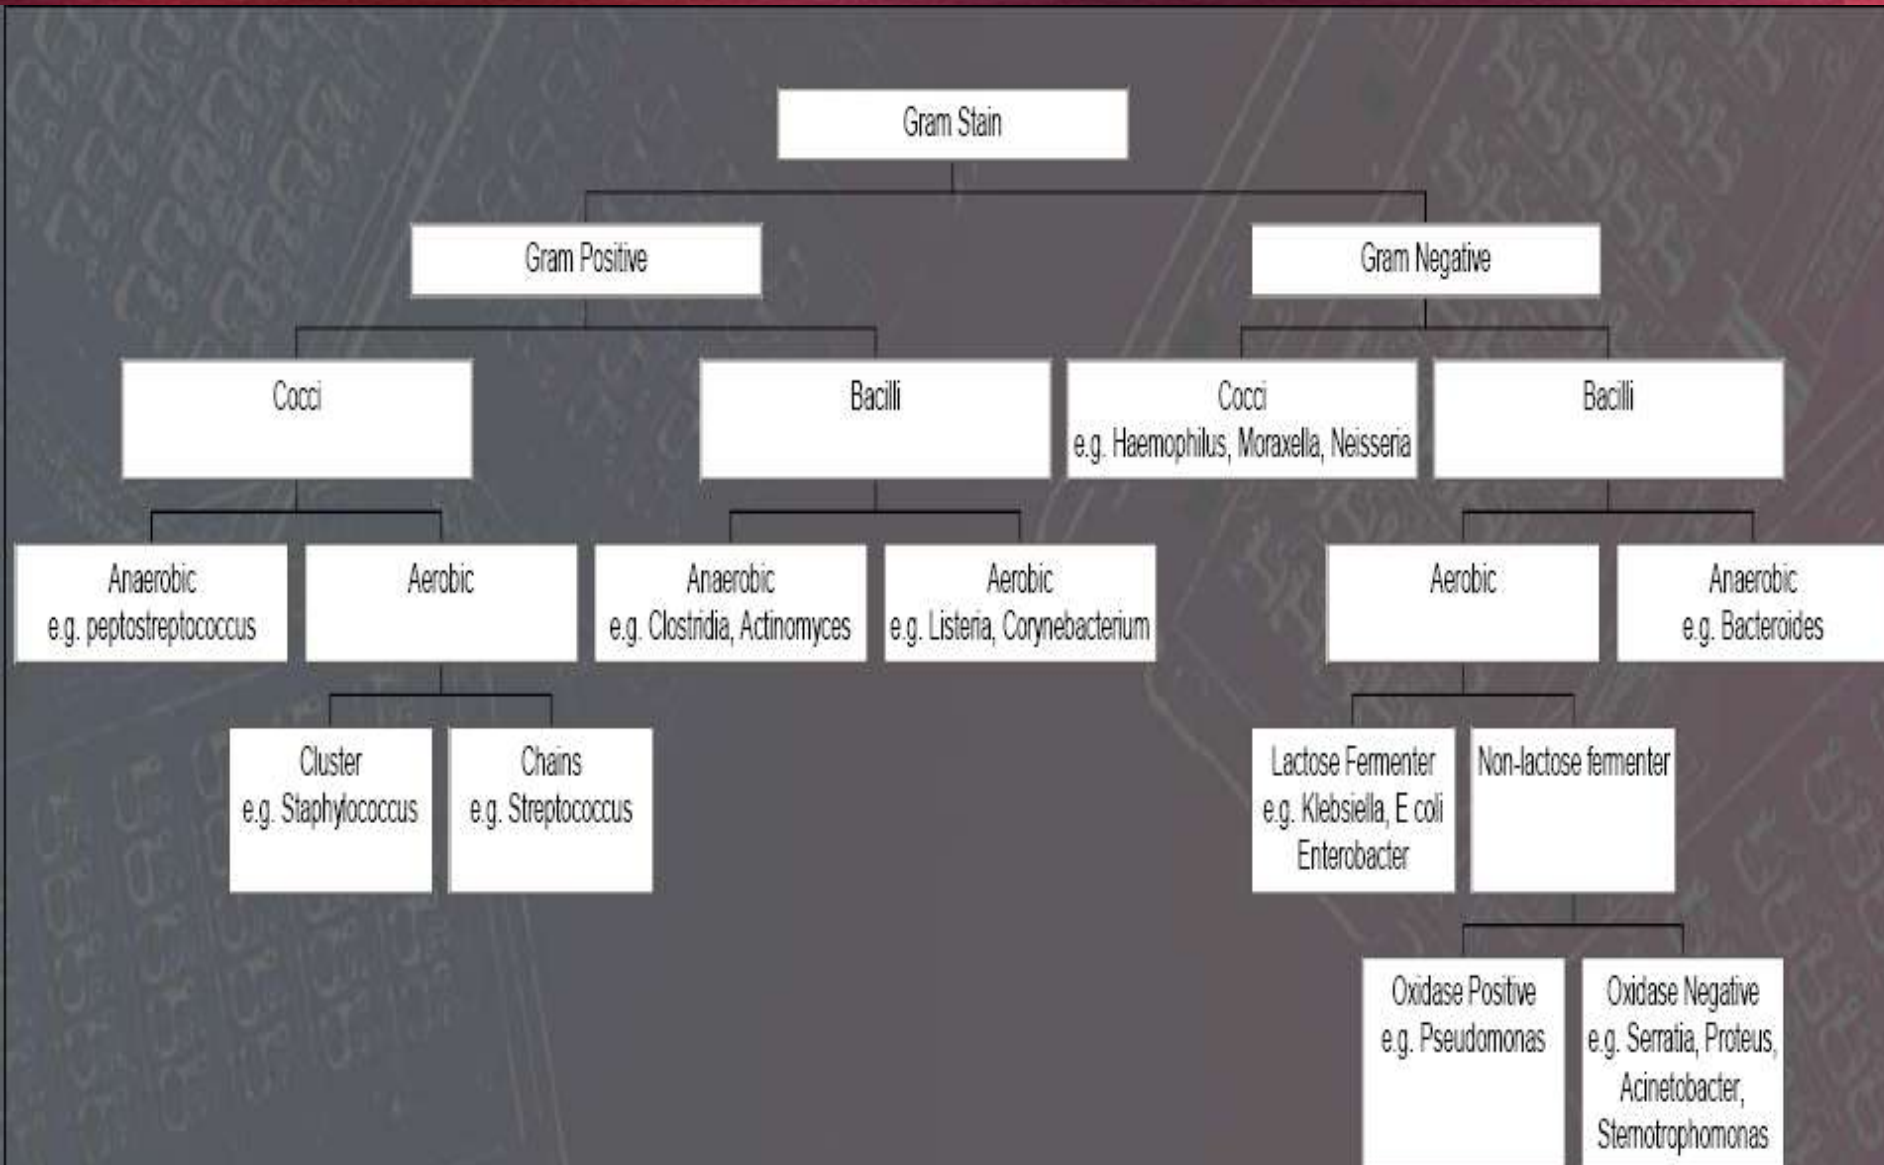 Gram Stain
Gram Positive
Gram Negative
Cocci
Bacilli
Cocci
e.g. Haemophilus, Moraxella, Neisseria
Bacilli
Anaerobic
e.g. peptostreptococcus
Aerobic
Anaerobic
e.g. Clostridia, Actinomyces
Aerobic
e.g. Listeria, Corynebacterium
Aerobic
Anaerobic
e.g. Bacteroides
Cluster
e.g. Staphylococcus
Chains
e.g. Streptococcus
Lactose Fermenter
e.g. Klebsiella, E coli
Enterobacter
Non-lactose fermenter
Oxidase Positive
e.g. Pseudomonas
Oxidase Negative
e.g. Serratia, Proteus,
Acinetobacter,
Sternotrophomonas